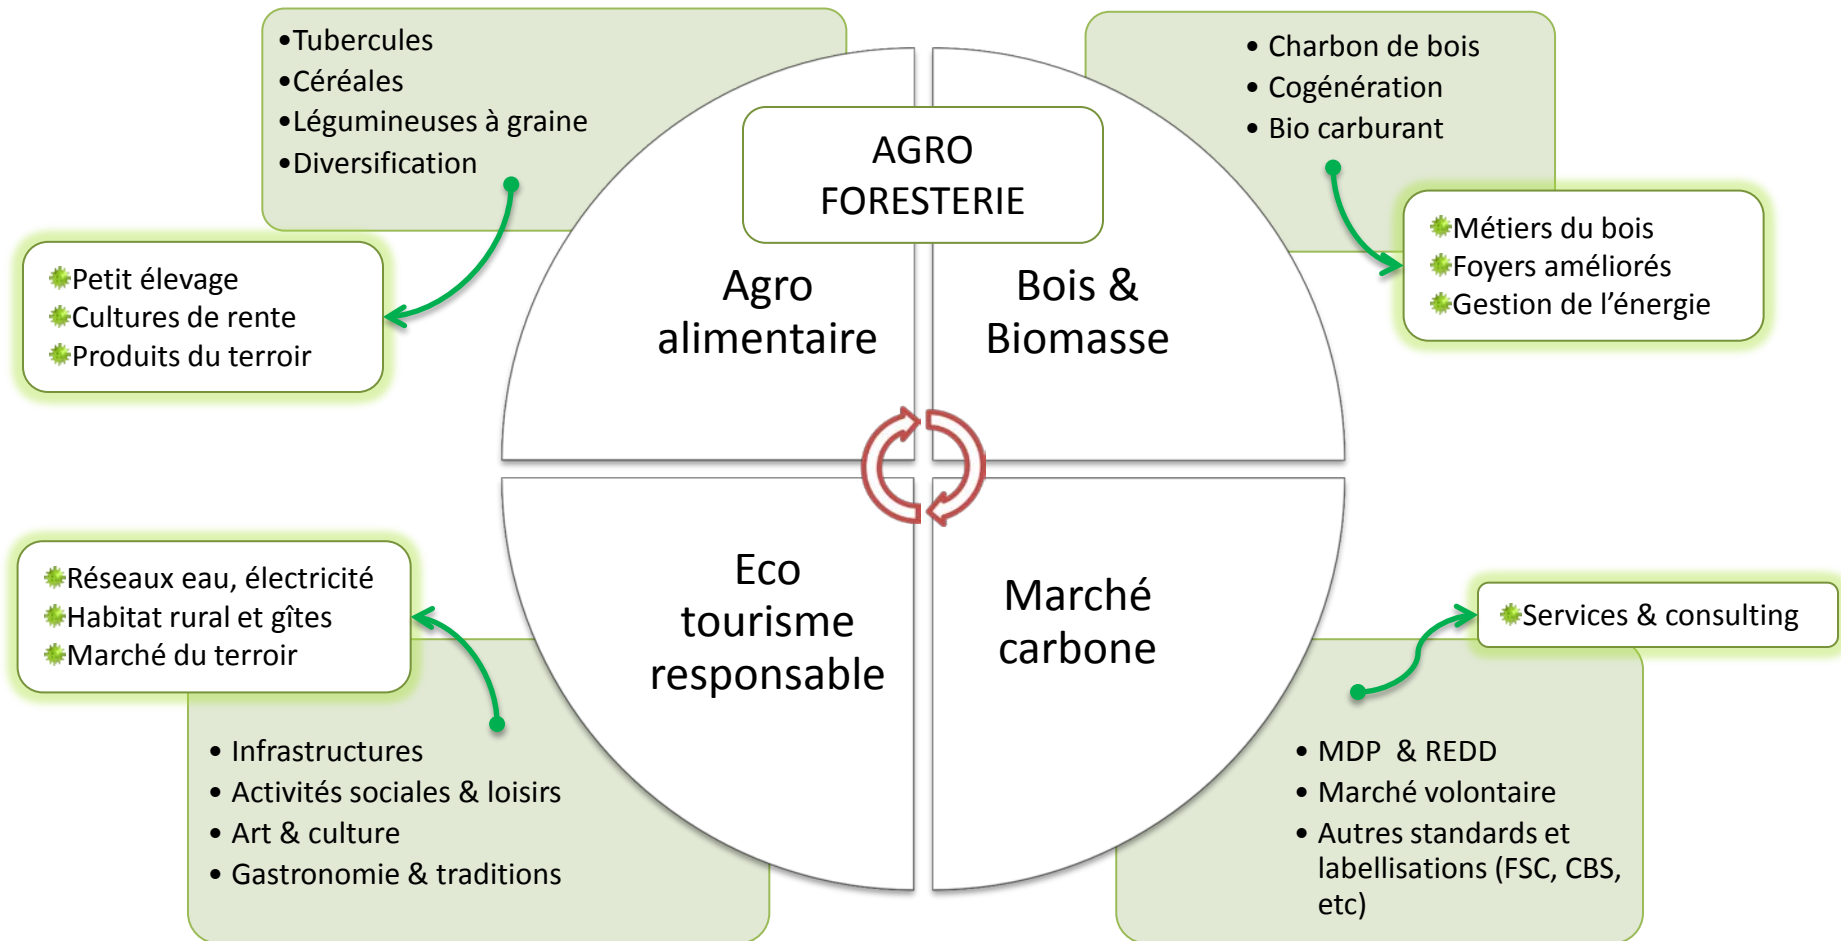 •Tubercules
•Céréales
•Légumineuses à graine
•Diversification
Petit élevage
Cultures de rente
Produits du terroir
AGRO
FORESTERIE
Agro
alimentaire
Bois &
Biomasse
• Charbon de bois
• Cogénération
• Bio carburant
Métiers du bois
Foyers améliorés
Gestion de l’énergie
Réseaux eau, électricité
Habitat rural et gîtes
Marché du terroir
• Infrastructures
• Activités sociales & loisirs
• Art & culture
• Gastronomie & traditions
Eco
tourisme
responsable
Marché
carbone
Services & consulting
• MDP & REDD
• Marché volontaire
• Autres standards et
labellisations (FSC, CBS,
etc)